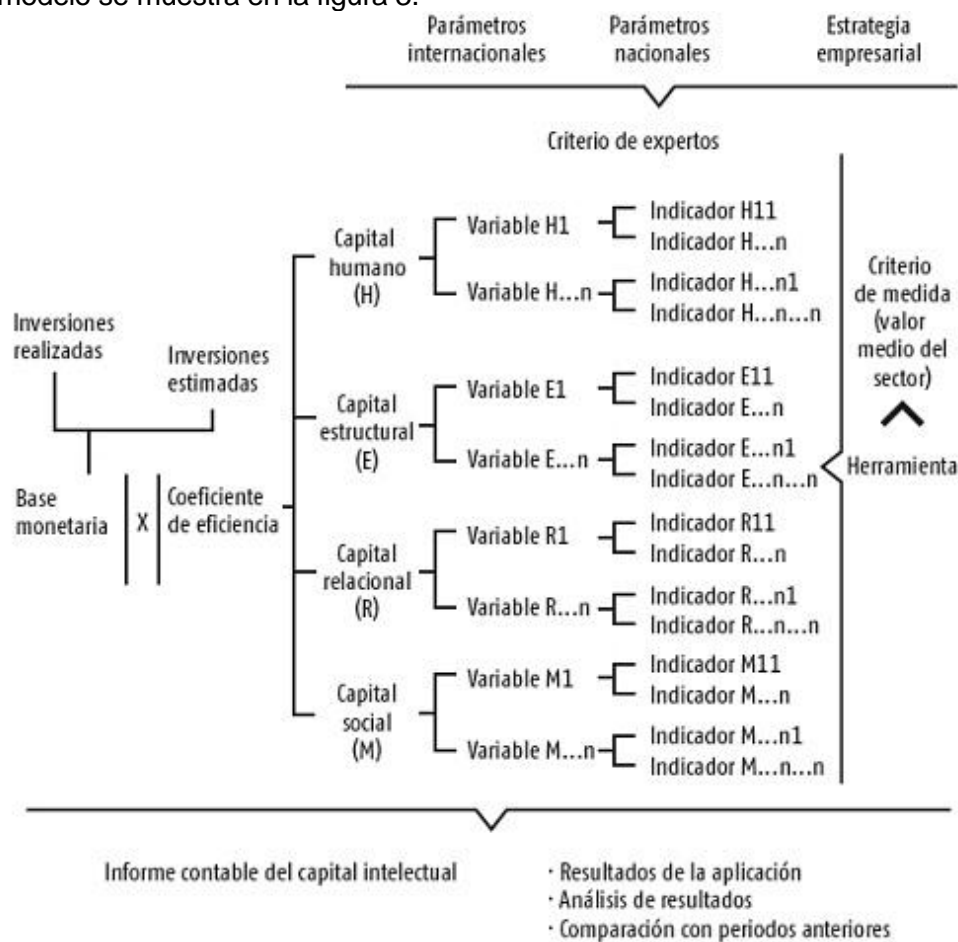 modelo se muestra en la figura 3.
Parámetros
internacionales
Parámetros
nacionales
Estrategia
empresarial
Criterio de expertos
Inversiones
realizadas
Inversiones
estimadas
Base
monetaria
X
Coeficiente
de eficiencia
Capital
humano
(H)
Variable H1
Indicador H11
Indicador H...n
Variable H...n
Indicador H...n1
Indicador H...n...n
Capital
estructural
(E)
Variable E1
Indicador E11
Indicador E...n
Variable E...n
Indicador E...n1
Indicador E...n...n
Capital
relacional
(R)
Variable R1
Indicador R11
Indicador R...n
Variable R...n
Indicador R...n1
Indicador R...n...n
Capital
social
(M)
Variable M1
Indicador M11
Indicador M...n
Variable M...n
Indicador M...n1
Indicador M...n...n
Criterio
de medida
(valor
medio del
sector)
Herramienta
Informe contable del capital intelectual
· Resultados de la aplicación
· Análisis de resultados
· Comparación con periodos anteriores